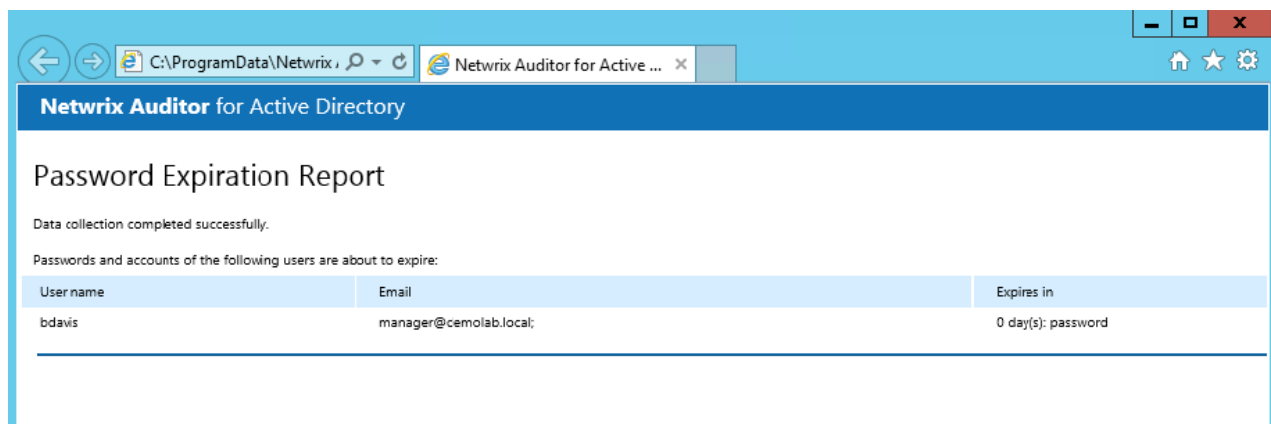 C:\ProgramData\Netwrix
Netwrix Auditor for Active ...
Netwrix Auditor for Active Directory
Password Expiration Report
Data collection completed successfully.
Passwords and accounts of the following users are about to expire:
User name Email Expires in
bdavis manager@cemolab.local; 0 day(s): password